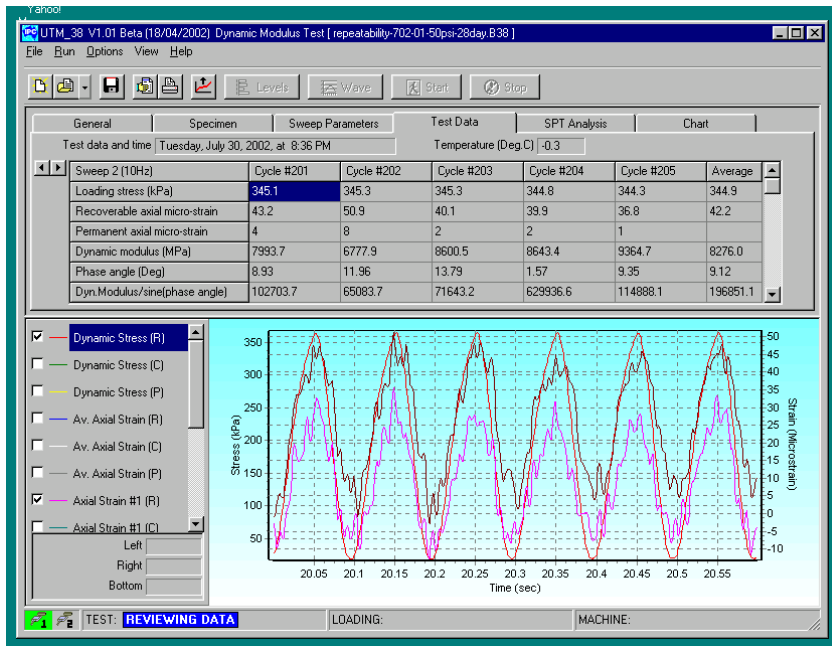 Yahoo!
IPC UTM_38 V1.01 Beta (18/04/2002) Dynamic Modulus Test [ repeatability-702-01-50psi-28day.B38 ]
File Run Options View Help
Levels Wave Start Stop
General Specimen Sweep Parameters Test Data SPT Analysis Chart
Test data and time Tuesday, July 30, 2002, at 8:36 PM Temperature (Deg.C) -0.3
Sweep 2 (10Hz) Cycle #201 Cycle #202 Cycle #203 Cycle #204 Cycle #205 Average
Loading stress (kPa) 345.1 345.3 345.3 344.8 344.3 344.9
Recoverable axial micro-strain 43.2 50.9 40.1 39.9 36.8 42.2
Permanent axial micro-strain 4 8 2 2 1
Dynamic modulus (MPa) 7993.7 6777.9 8600.5 8643.4 9364.7 8276.0
Phase angle (Deg) 8.93 11.96 13.79 1.57 9.35 9.12
Dyn.Modulus/sine(phase angle) 102703.7 65083.7 71643.2 629936.6 114888.1 196851.1
Dynamic Stress (R)
Dynamic Stress (C)
Dynamic Stress (P)
Av. Axial Strain (R)
Av. Axial Strain (C)
Av. Axial Strain (P)
Axial Strain #1 (R)
Axial Strain #1 (C)
Left
Right
Bottom
Stress (kPa)
350
300
250
200
150
100
50
50
45
40
35
30
25
20
15
10
5
0
-5
-10
Strain (Microstrain)
20.05 20.1 20.15 20.2 20.25 20.3 20.35 20.4 20.45 20.5 20.55
Time (sec)
1 2 TEST: REVIEWING DATA LOADING: MACHINE: